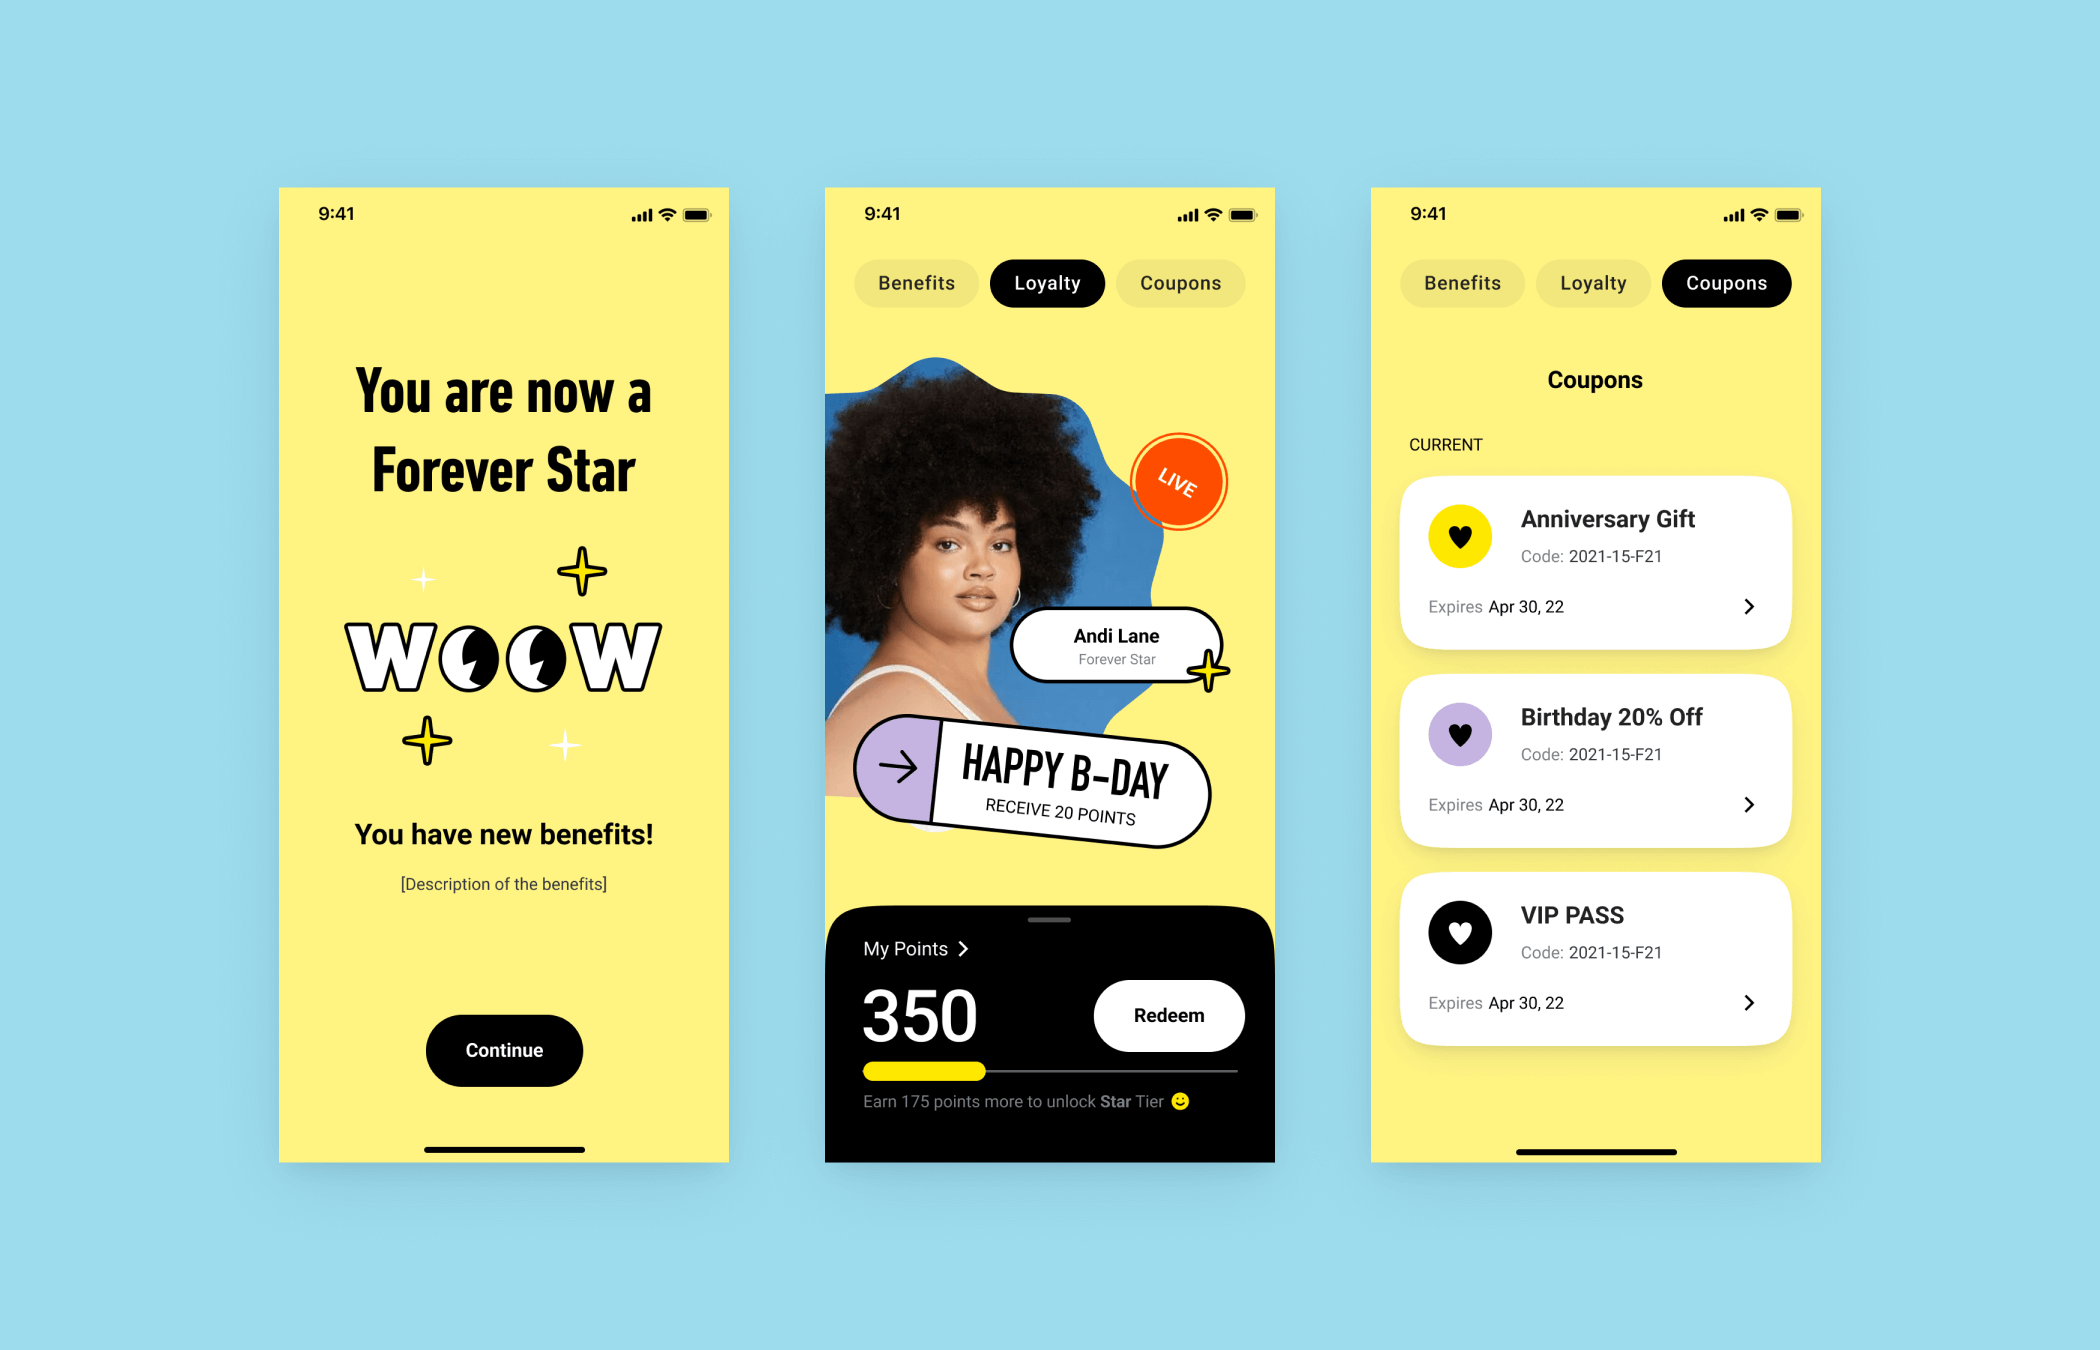 9:41
You are now a
Forever Star
WOOW
You have new benefits!
[Description of the benefits]
Continue
9:41
Benefits
Loyalty
Coupons
LIVE
Andi Lane
Forever Star
HAPPY B-DAY
RECEIVE 20 POINTS
My Points
350
Redeem
Earn 175 points more to unlock Star Tier
9:41
Benefits
Loyalty
Coupons
Coupons
CURRENT
Anniversary Gift
Code: 2021-15-F21
Expires Apr 30, 22
Birthday 20% Off
Code: 2021-15-F21
Expires Apr 30, 22
VIP PASS
Code: 2021-15-F21
Expires Apr 30, 22